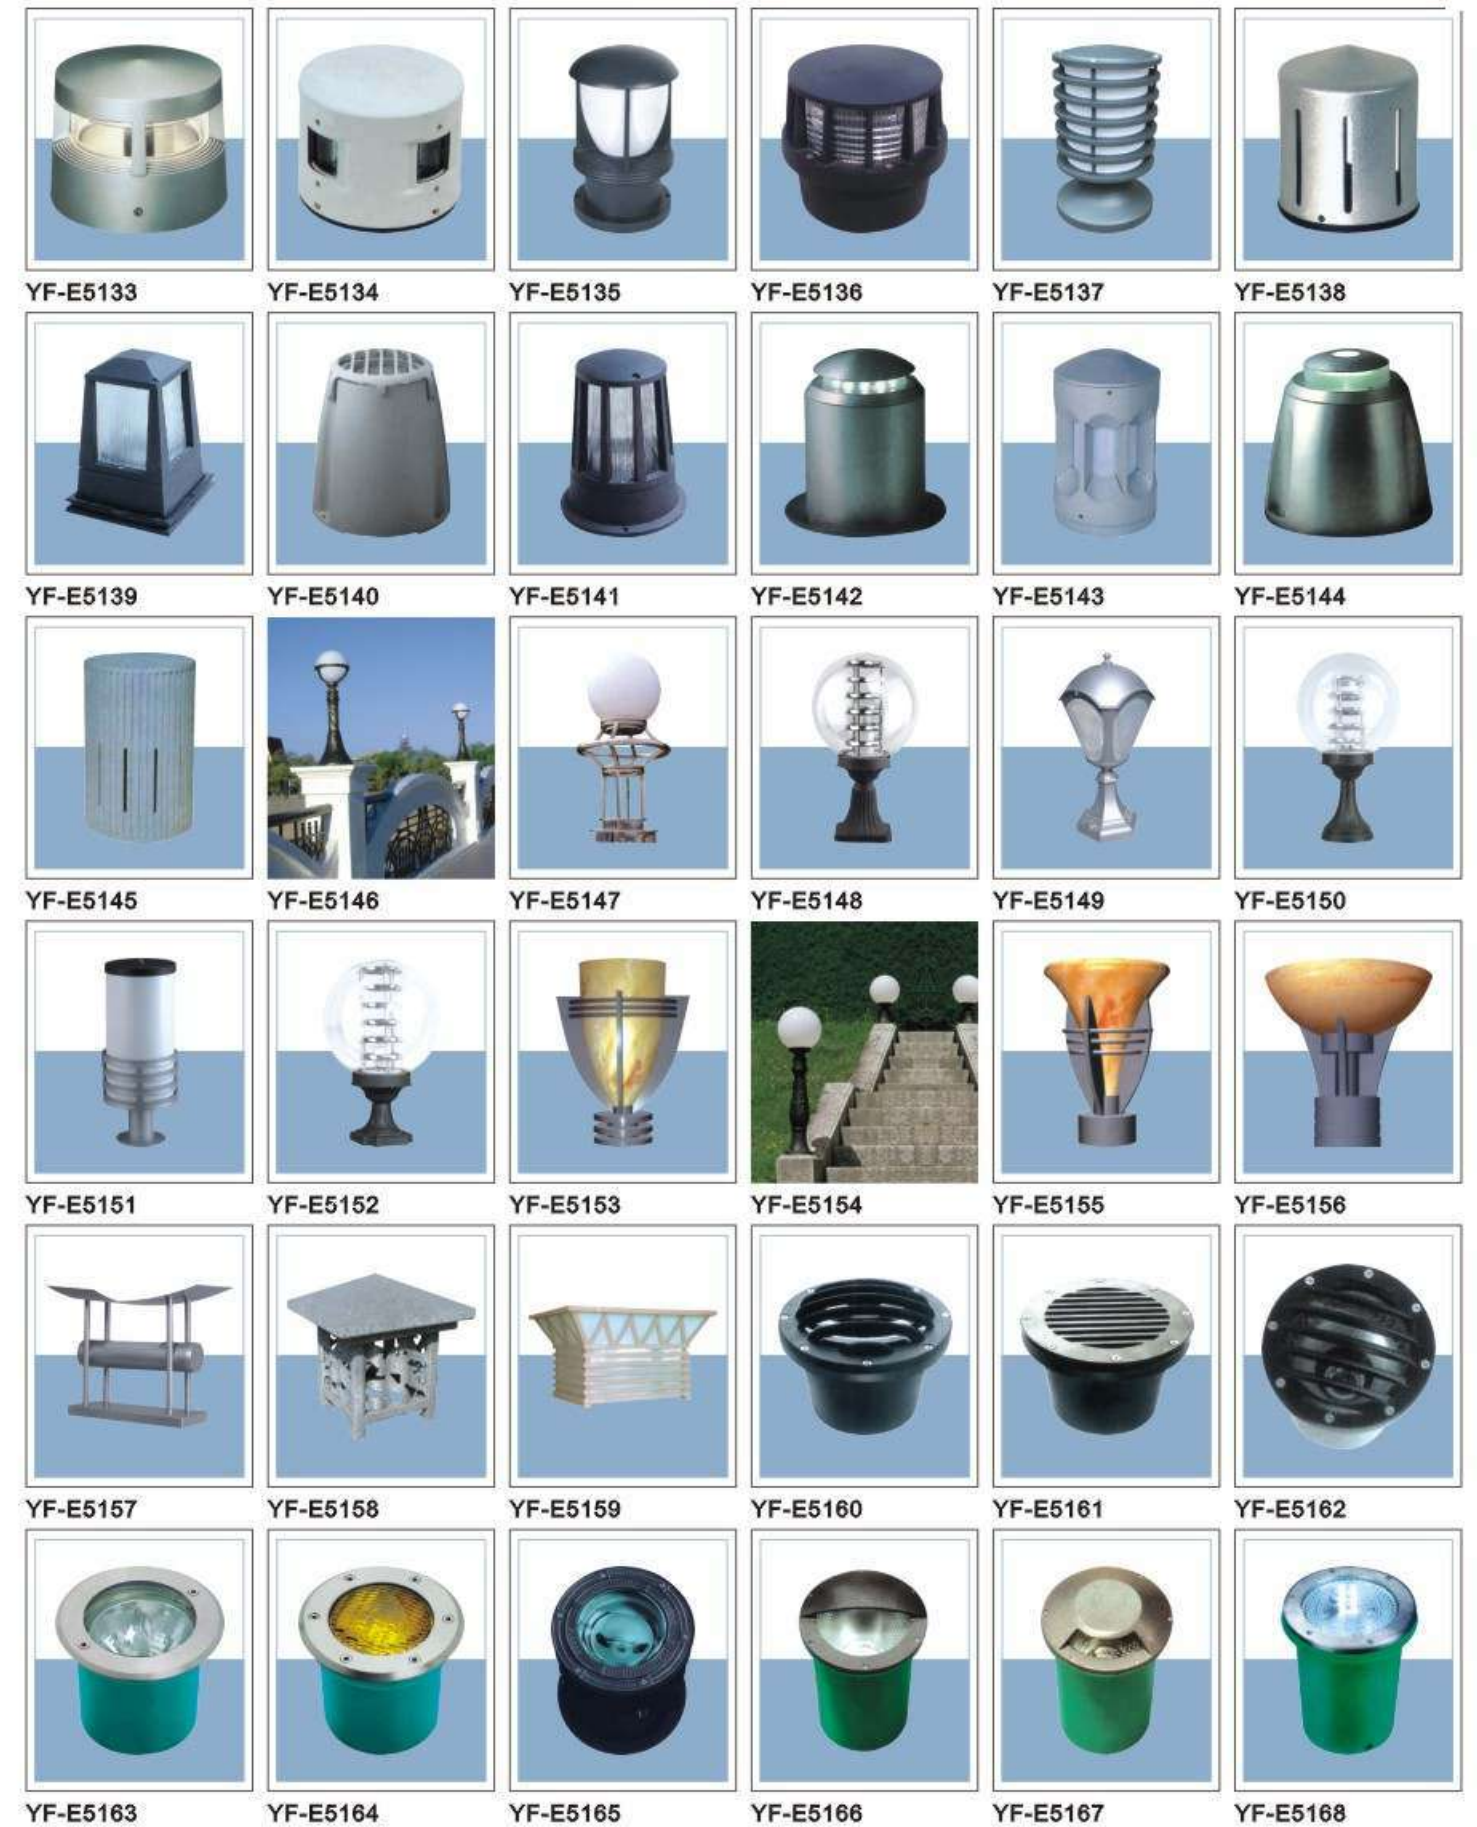 YF-E5133 YF-E5134 YF-E5135 YF-E5136 YF-E5137 YF-E5138
YF-E5139 YF-E5140 YF-E5141 YF-E5142 YF-E5143 YF-E5144
YF-E5145 YF-E5146 YF-E5147 YF-E5148 YF-E5149 YF-E5150
YF-E5151 YF-E5152 YF-E5153 YF-E5154 YF-E5155 YF-E5156
YF-E5157 YF-E5158 YF-E5159 YF-E5160 YF-E5161 YF-E5162
YF-E5163 YF-E5164 YF-E5165 YF-E5166 YF-E5167 YF-E5168